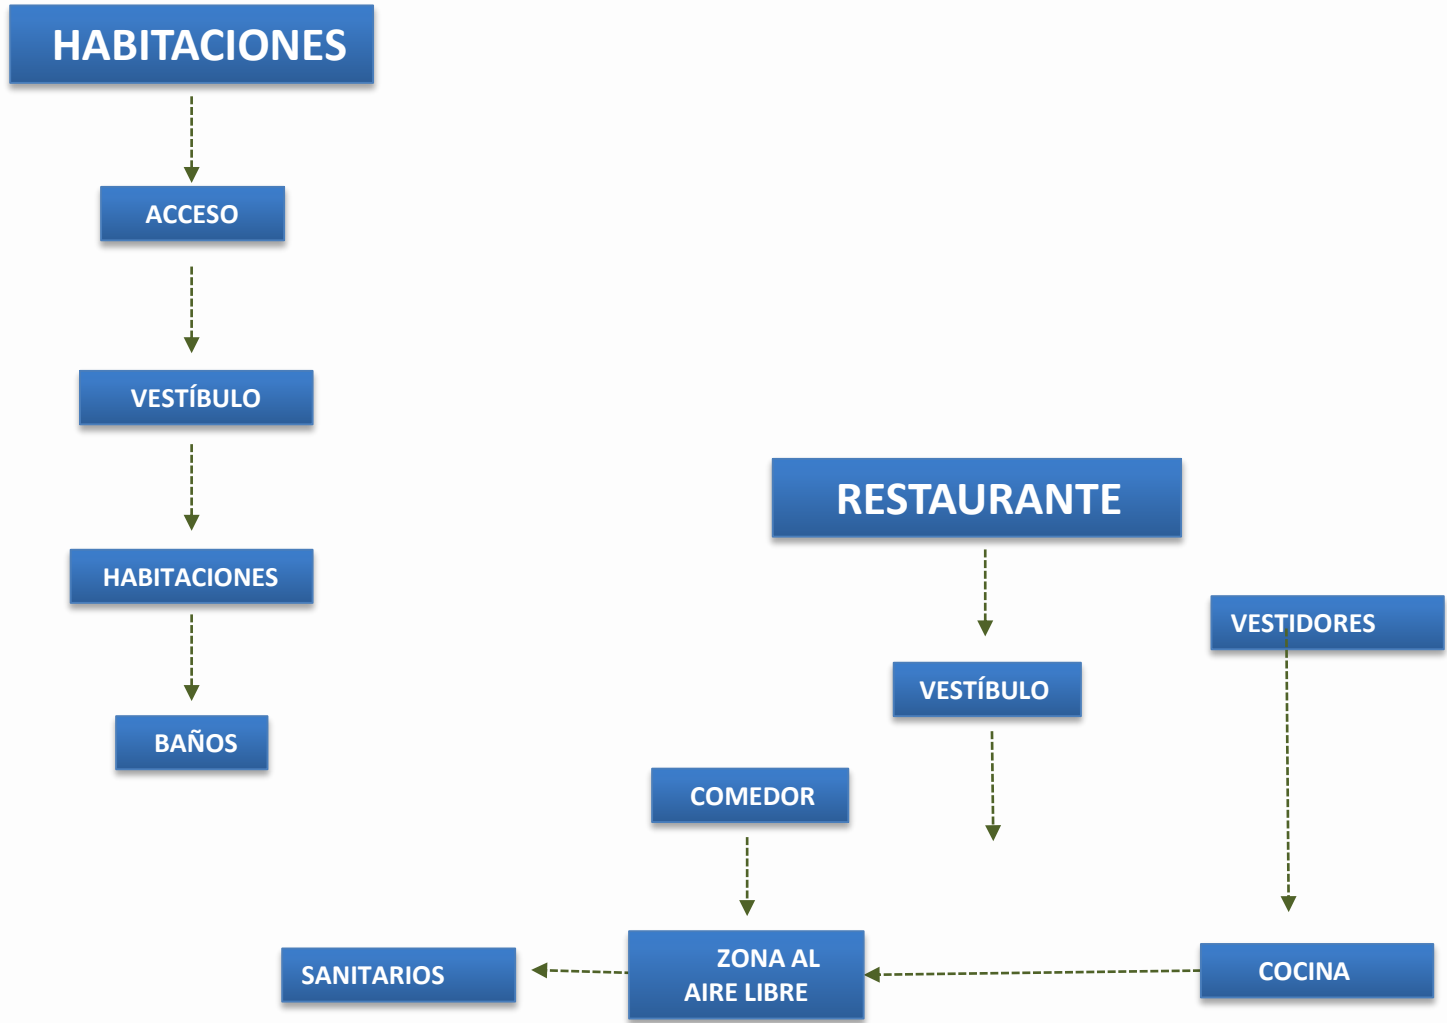 HABITACIONES
ACCESO
VESTÍBULO
HABITACIONES
BAÑOS
RESTAURANTE
VESTIDORES
VESTÍBULO
COMEDOR
SANITARIOS
ZONA AL
AIRE LIBRE
COCINA